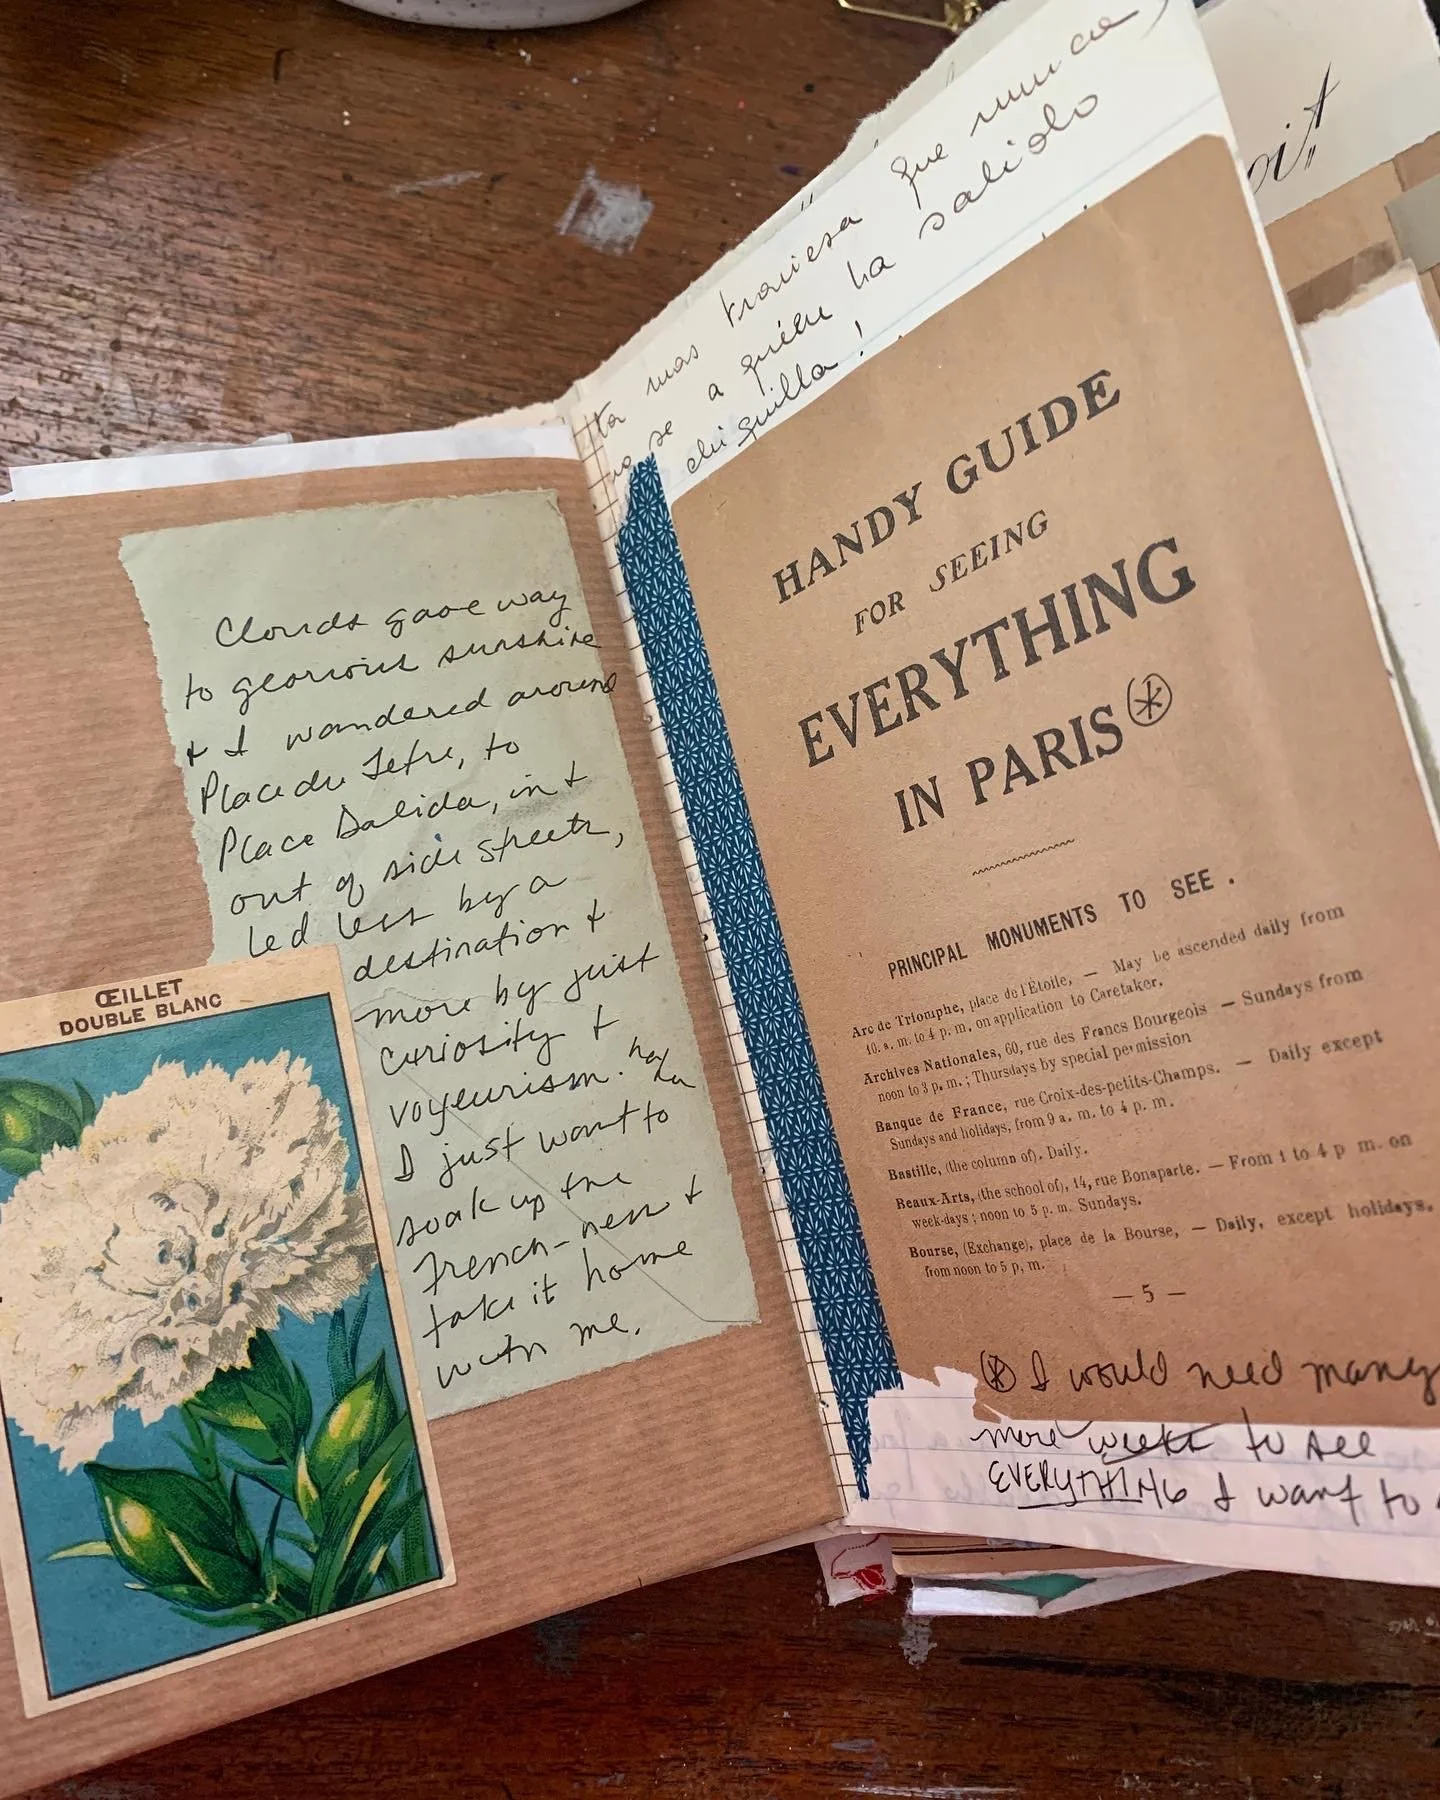 Clouds gave way
to glorious sunshine
+ I wandered around
Place du Tetre, to
Place Dalida, in +
out of side streets,
led less by a
destination +
more by just
curiosity +
voyeurism. ha/ha
I just want to
soak up the
French-ness +
take it home
with me.
ŒILLET
DOUBLE BLANC
mas traviesa que nunca
no se a quién ha salido
chiquilla!
HANDY GUIDE
FOR SEEING
EVERYTHING
IN PARIS *
PRINCIPAL MONUMENTS TO SEE.
Arc de Triomphe, place de l'Étoile, — May be ascended daily from
10. a. m. to 4 p. m. on application to Caretaker.
Archives Nationales, 60, rue des Francs Bourgeois — Sundays from
noon to 3 p. m.; Thursdays by special permission
Banque de France, rue Croix-des-petits-Champs. — Daily except
Sundays and holidays, from 9 a. m. to 4 p. m.
Bastille, (the column of). Daily.
Beaux-Arts, (the school of), 14, rue Bonaparte. — From 1 to 4 p m. on
week-days; noon to 5 p. m. Sundays.
Bourse, (Exchange), place de la Bourse, — Daily, except holidays.
from noon to 5 p, m.
— 5 —
* I would need many
more weeks to see
EVERYTHING I want to